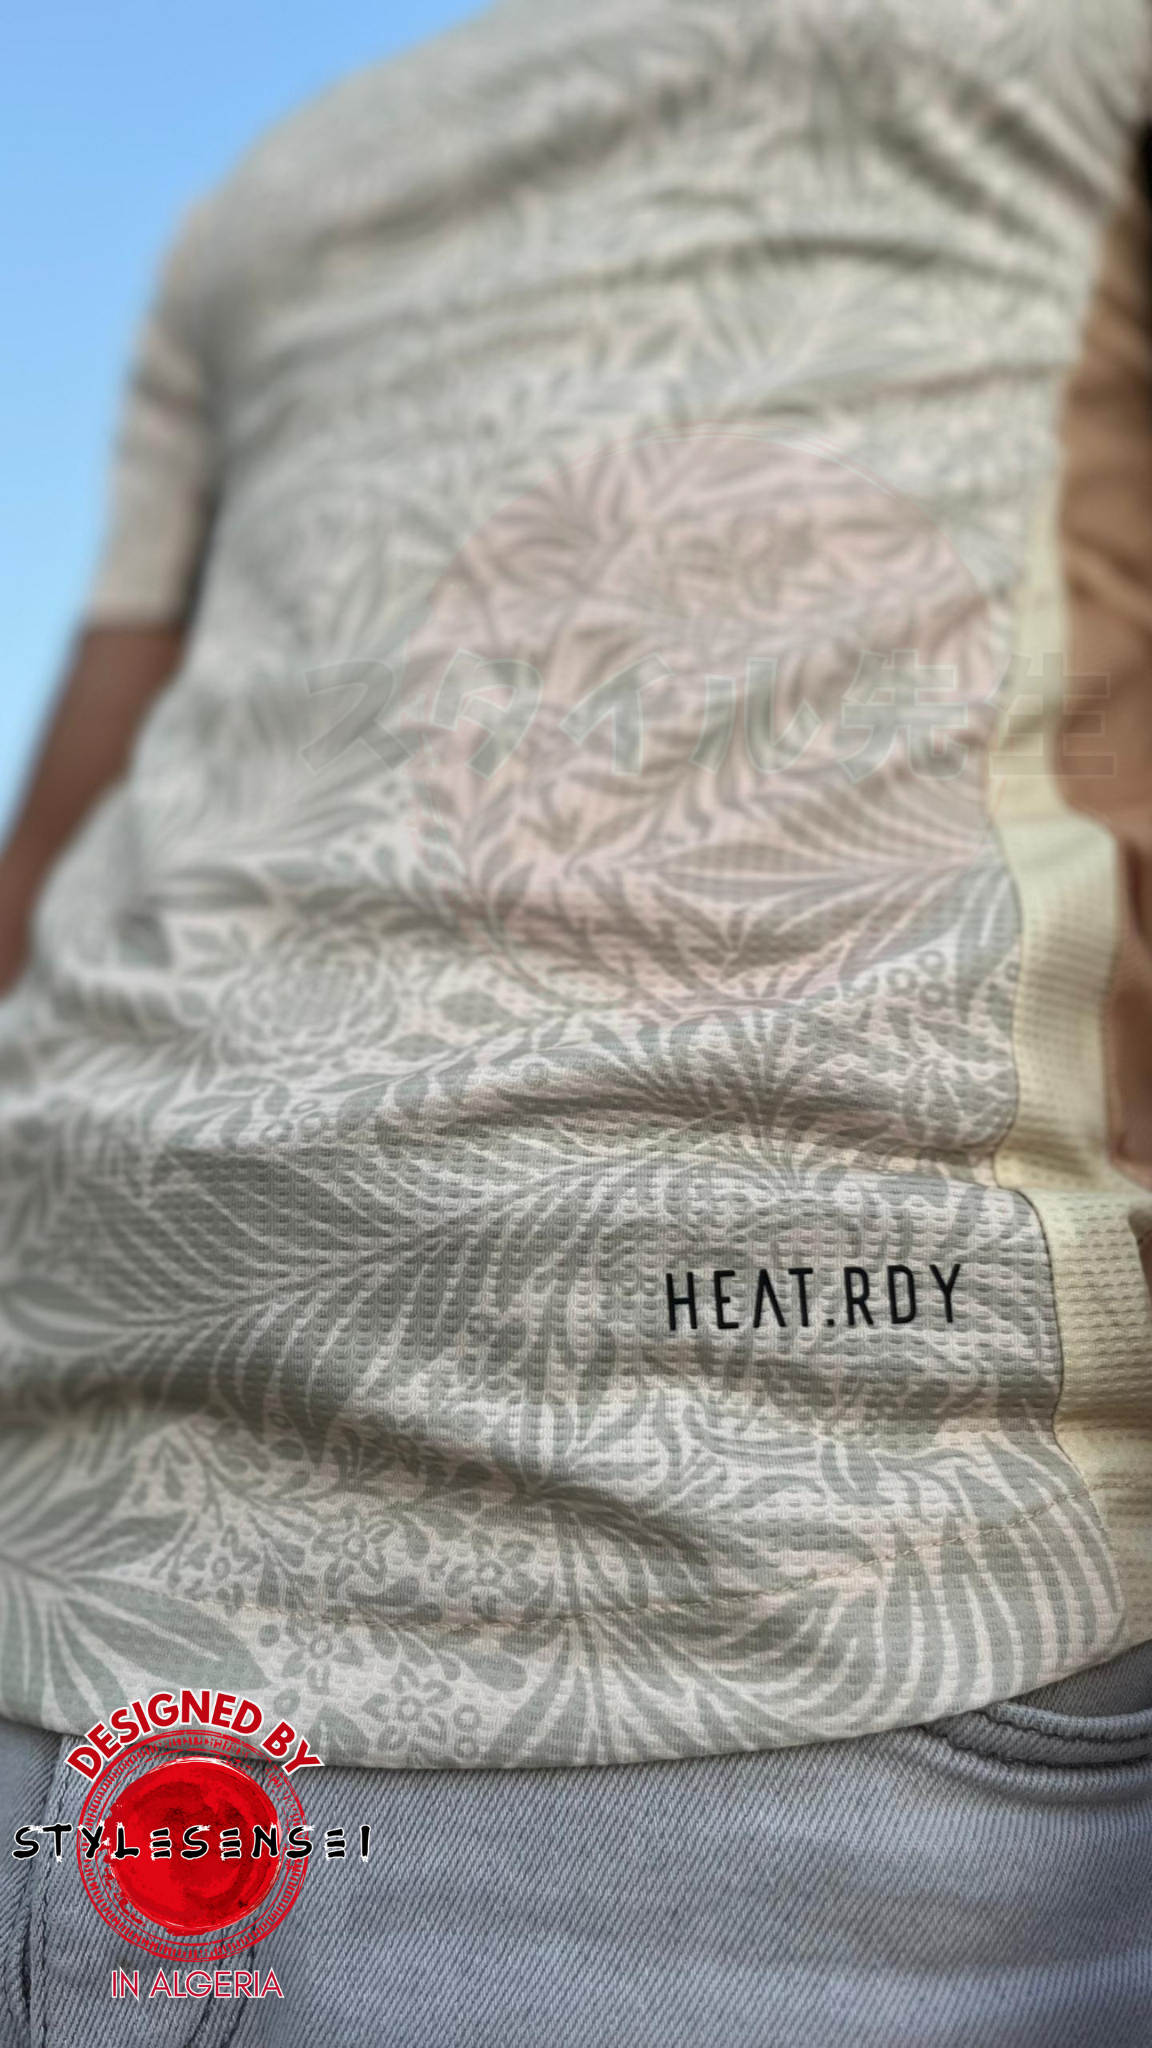 スタイル先生
HEAT.RDY
DESIGNED BY
STYLESENSEI
IN ALGERIA